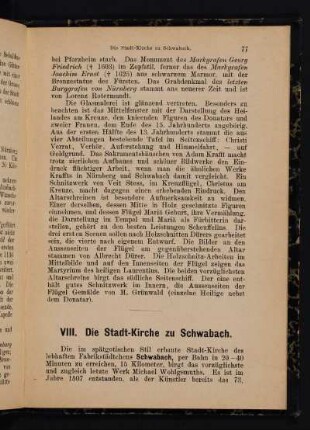 Die Stadt-Kirche zu Schwabach. 77
bei Pforzheim stach. Das Monument des Markgrafen Georg
Friedrich († 1603) im Zopfstil, ferner das des Markgrafen
Joachim Ernst († 1625) aus schwarzem Marmor, mit der
Bronzestatue des Fürsten. Das Grabdenkmal des letzten
Burggrafen von Nürnberg stammt aus neuerer Zeit und ist
von Lorenz Rotermundt.
Die Glasmalerei ist glänzend vertreten. Besonders zu
beachten ist das Mittelfenster mit der Darstellung des Hei-
landes am Kreuze, den knieenden Figuren des Donators und
zweier Frauen, dem Ende des 15. Jahrhunderts angehörig.
Aus der ersten Hälfte des 15. Jahrhunderts stammt die aus
vier Abteilungen bestehende Tafel im Seitenschiff: Christi
Verrat, Verhör, Auferstehung und Himmelfahrt, — auf
Goldgrund. Das Sakramentshäuschen von Adam Krafft macht
trotz zierlichen Aufbaues und schöner Bildwerke den Ein-
druck flüchtiger Arbeit, wenn man die ähnlichen Werke
Kraffts in Nürnberg und Schwabach damit vergleicht. Ein
Schnitzwerk von Veit Stoss, im Kreuzflügel, Christus am
Kreuze, macht dagegen einen erhebenden Eindruck. Den
Altarschreinen ist besondere Aufmerksamkeit zu widmen.
Einer derselben, dessen Mitte in Holz geschnitzte Figuren
einnehmen, und dessen Flügel Mariä Geburt, ihre Vermählung,
die Darstellung im Tempel und Mariä als Fürbitterin dar-
stellen, gehört zu den besten Leistungen Schäuffelins. Die
drei ersten Scenen sollen nach Holzschnitten Dürers gearbeitet
sein, die vierte nach eigenem Entwurf. Die Bilder an den
Aussenseiten der Flügel am gegenüberstehenden Altar
stammen von Albrecht Dürer. Die Holzschnitz-Arbeiten im
Mittelbilde und auf den Innenseiten der Flügel zeigen das
Martyrium des heiligen Laurentius. Die beiden vorzüglichsten
Altarschreine birgt das südliche Seitenschiff. Der eine ent-
hält gutes Schnitzwerk im Innern, die Aussenseiten der
Flügel Gemälde von H. Grünwald (einzelne Heilige nebst
dem Donator).
VIII. Die Stadt-Kirche zu Schwabach.
Die im spätgotischen Stil erbaute Stadt-Kirche des
lebhaften Fabrikstädtchens Schwabach, per Bahn in 20—40
Minuten zu erreichen, 15 Kilometer, birgt das vorzüglichste
und zugleich letzte Werk Michael Wohlgemuths. Es ist im
Jahre 1507 entstanden, als der Künstler bereits das 73.